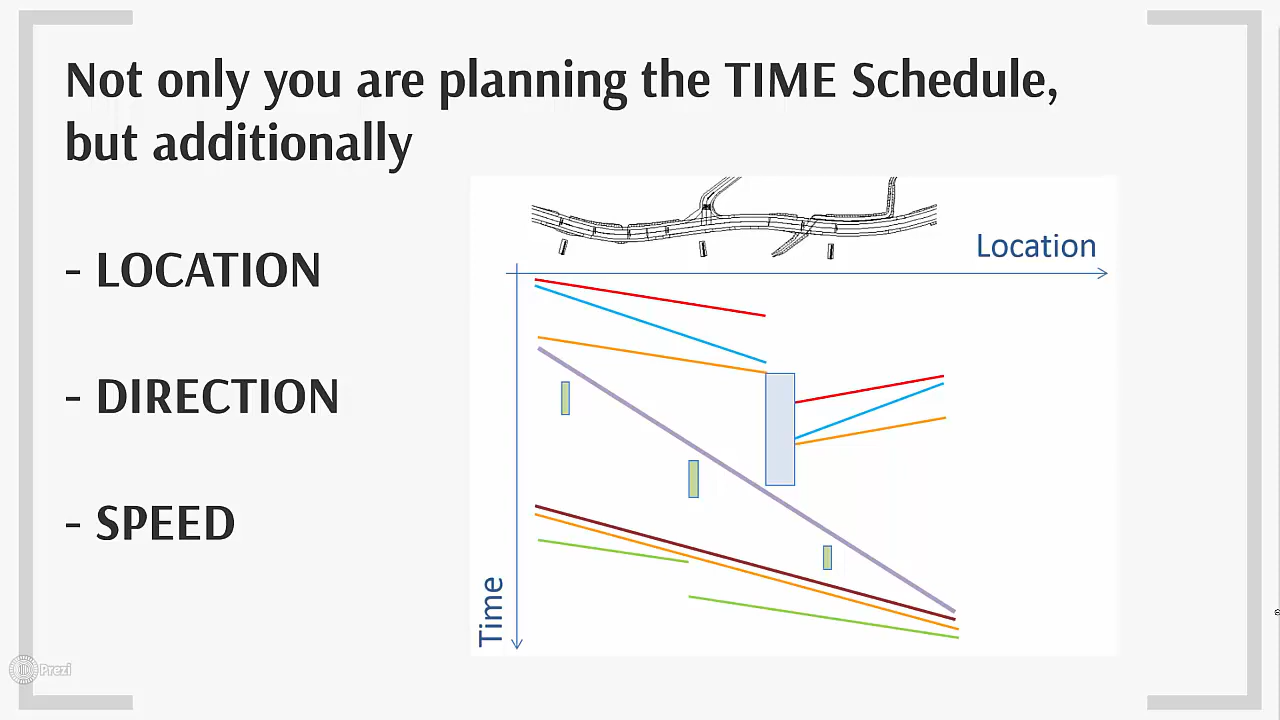 Not only you are planning the TIME Schedule,
but additionally
- LOCATION
- DIRECTION
- SPEED
Location
Time
Prezi